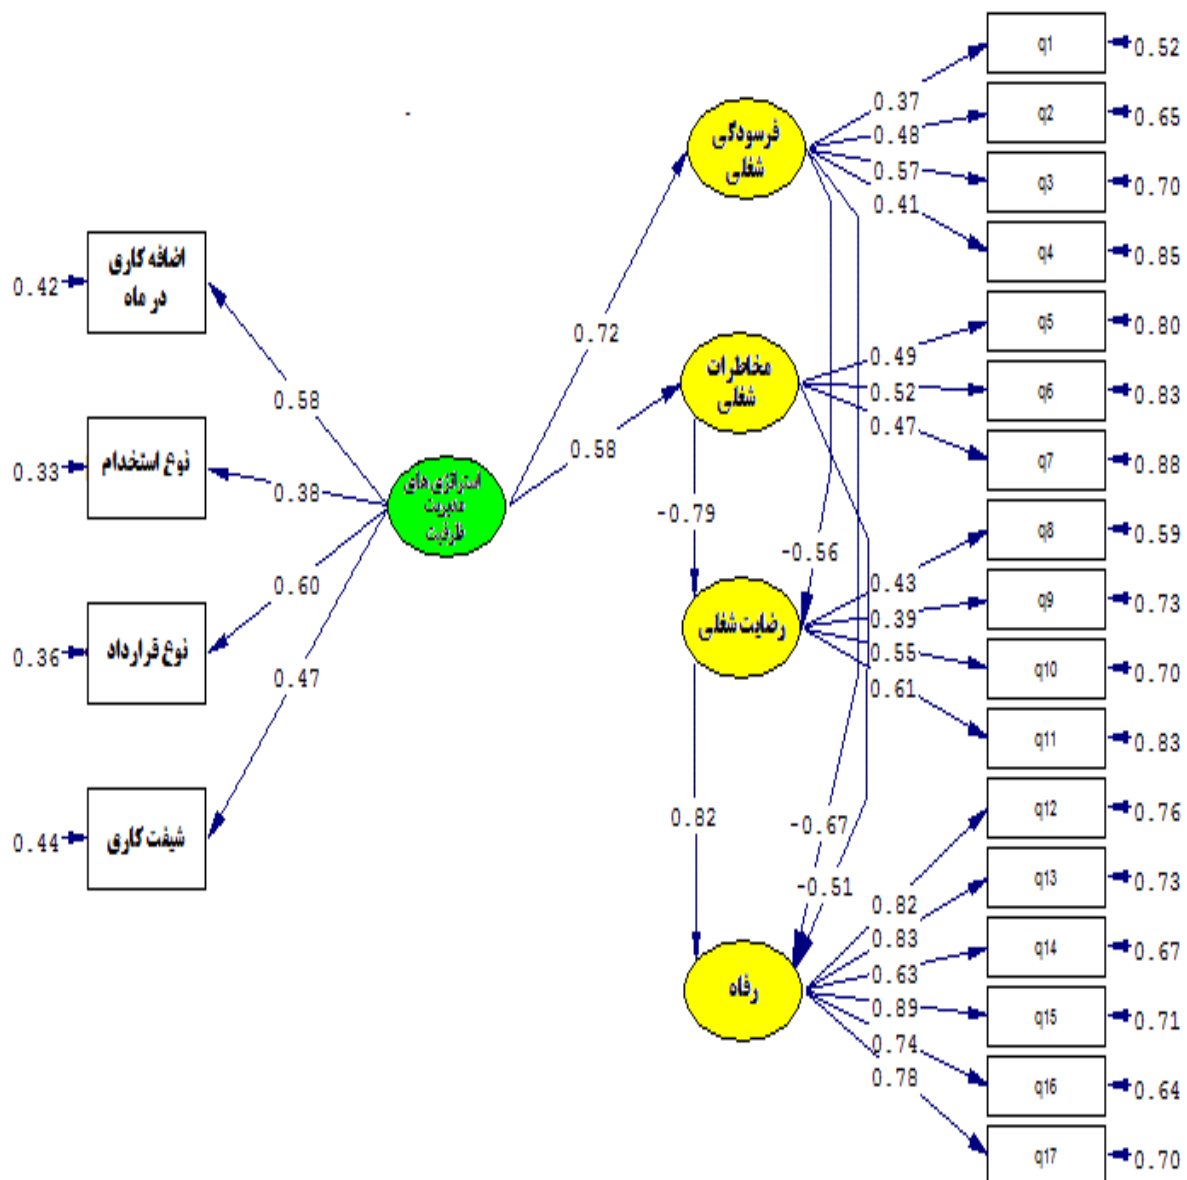 اضافه کاری
در ماه
0.42
نوع استخدام
0.33
نوع قرارداد
0.36
شیفت کاری
0.44
0.58
0.38
0.60
0.47
استراتژی های
مدیریت
ظرفیت
0.72
0.58
فرسودگی
شغلی
مخاطرات
شغلی
-0.79
-0.56
رضایت شغلی
0.82
-0.67
-0.51
رفاه
0.37
0.48
0.57
0.41
0.49
0.52
0.47
0.43
0.39
0.55
0.61
0.82
0.83
0.63
0.89
0.74
0.78
q1 0.52
q2 0.65
q3 0.70
q4 0.85
q5 0.80
q6 0.83
q7 0.88
q8 0.59
q9 0.73
q10 0.70
q11 0.83
q12 0.76
q13 0.73
q14 0.67
q15 0.71
q16 0.64
q17 0.70